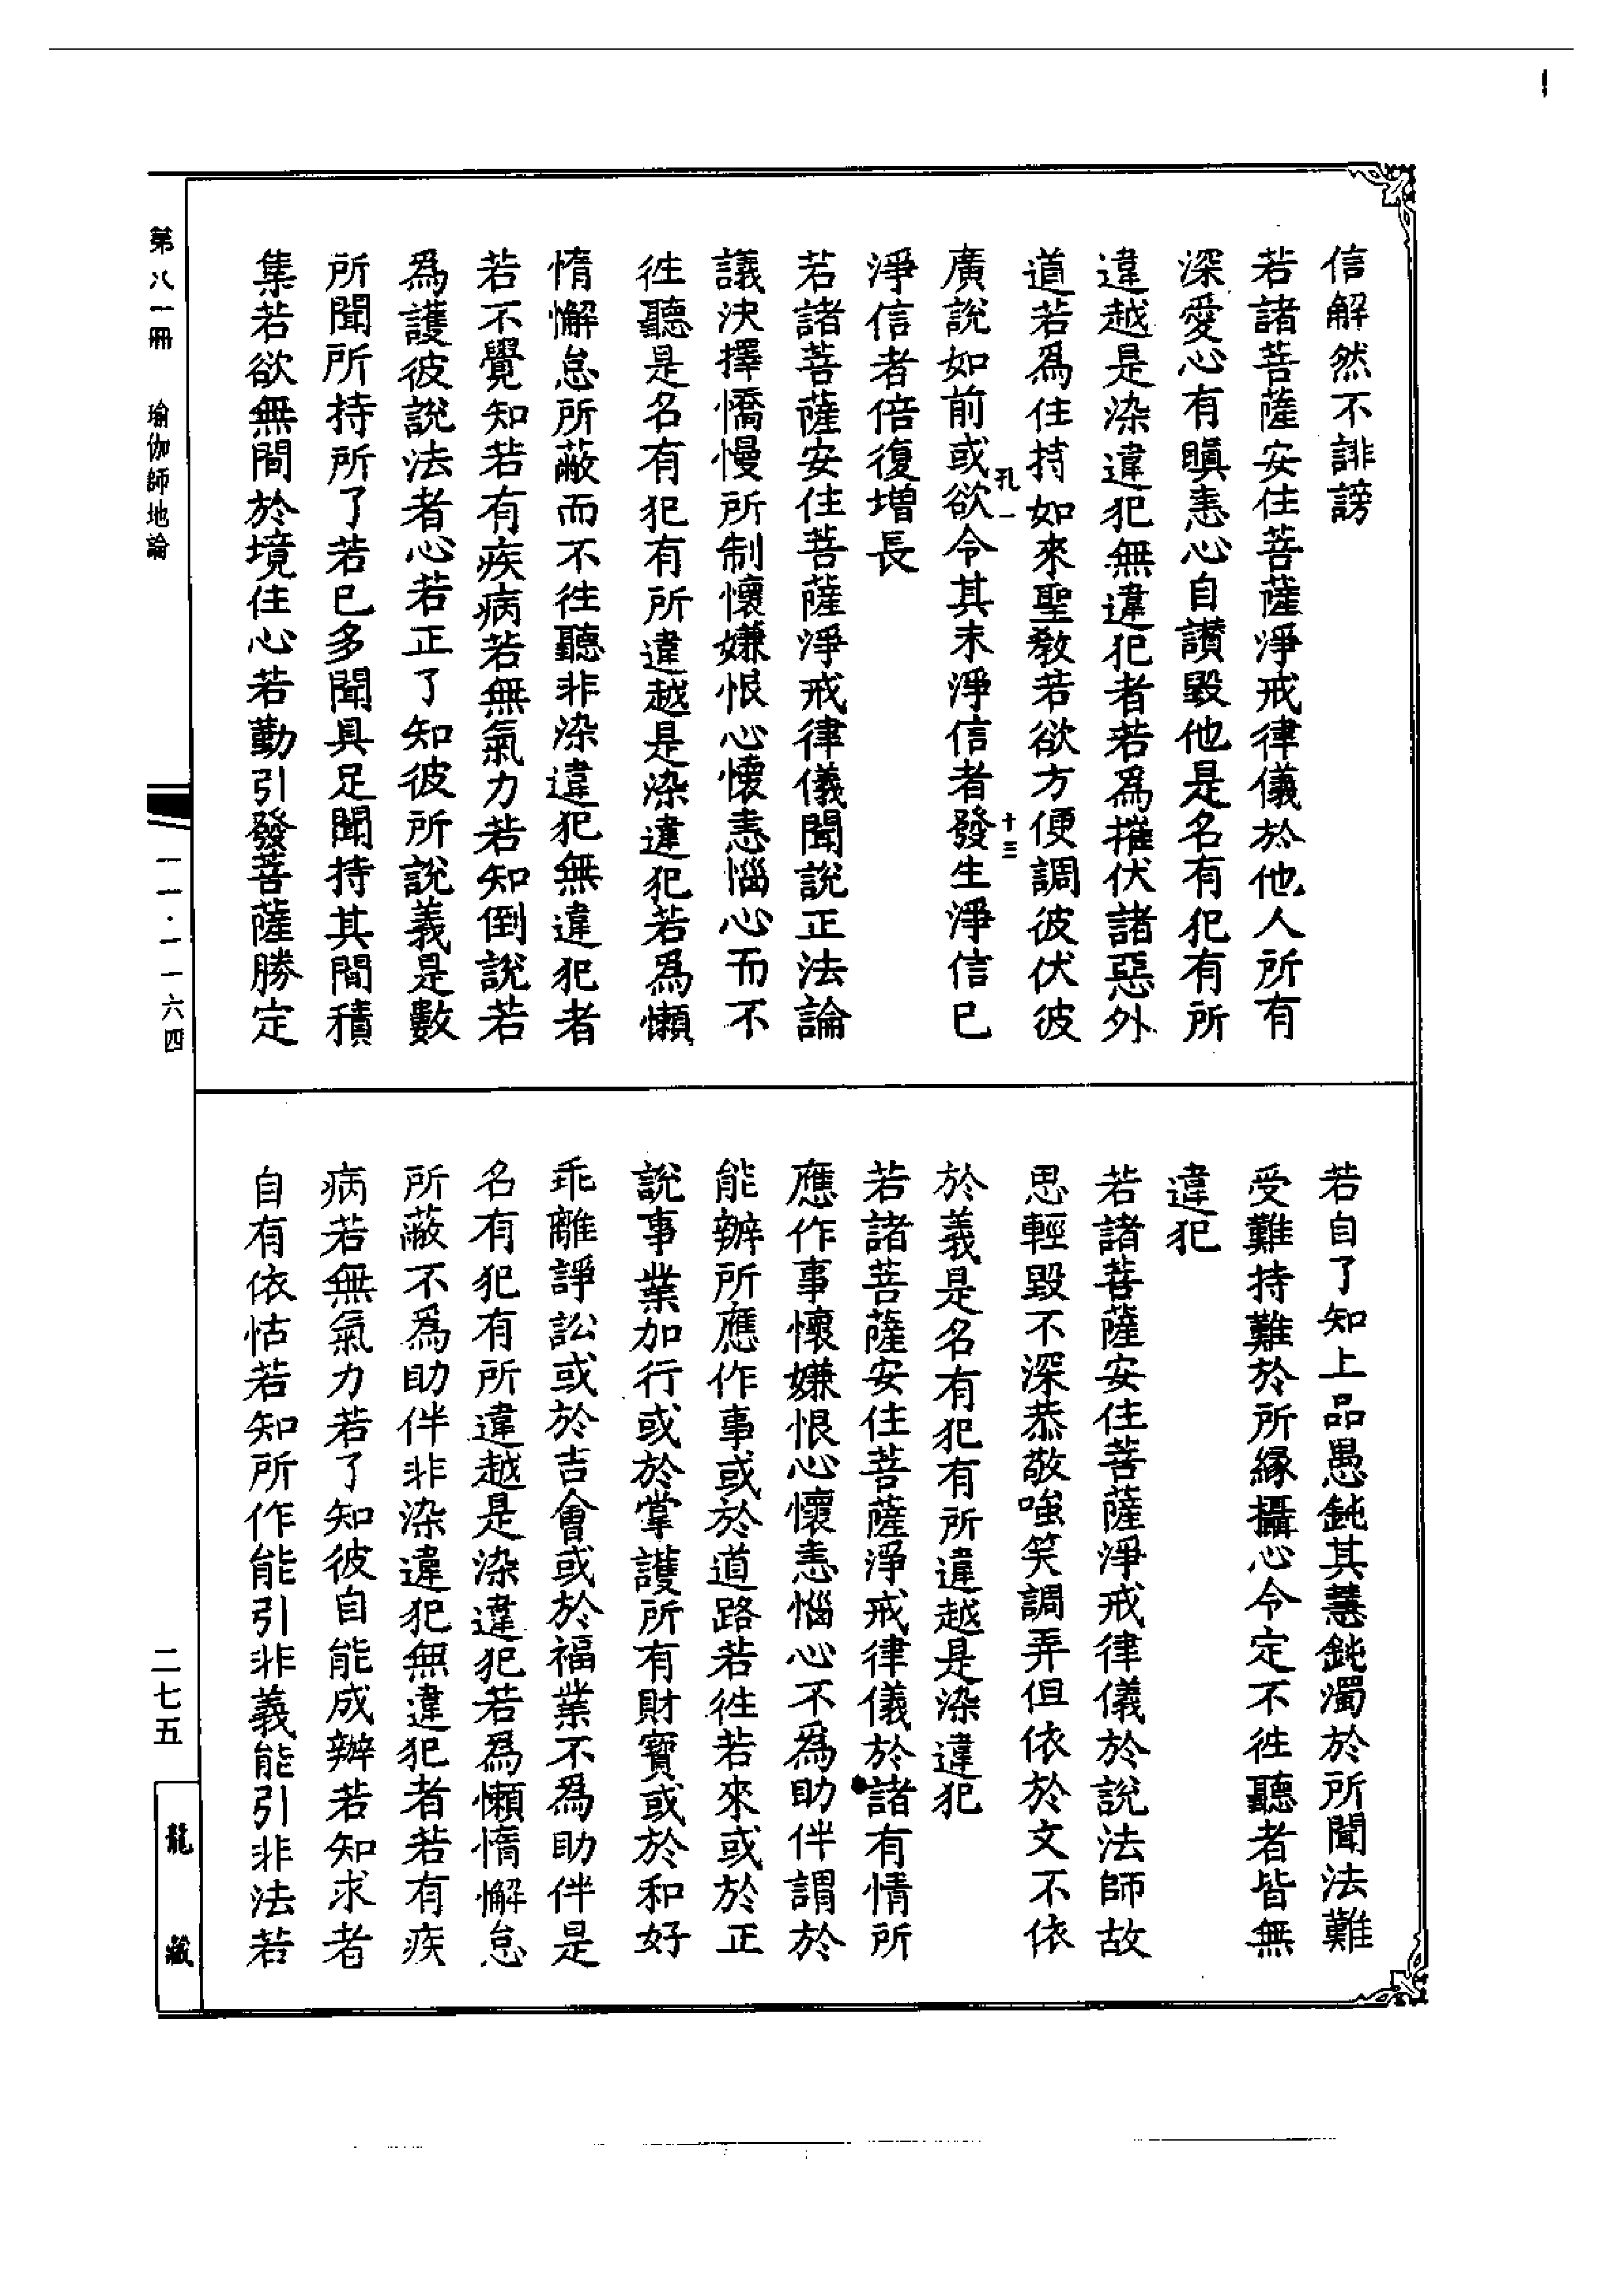 信解然不誹謗
若諸菩薩安住菩薩淨戒律儀於他人所有
深愛心有瞋恚心自讃毀他是名有犯有所
違越是染違犯無違犯者若爲摧伏諸惡外
道若爲住持如來聖教若欲方便調彼伏彼
孔一
十三
廣說如前或欲令其未淨信者發生淨信已
淨信者倍復增長
若諸菩薩安住菩薩淨戒律儀聞說正法論
議決擇憍慢所制懷嫌恨心懷恚惱心而不
徃聽是名有犯有所違越是染違犯若爲懶
惰懈怠所蔽而不徃聽非染違犯無違犯者
若不覺知若有疾病若無氣力若知倒說若
爲護彼說法者心若正了知彼所說義是數
所聞所持所了若已多聞具足聞持其聞積
集若欲無間於境住心若勤引發菩薩勝定
若自了知上品愚鈍其慧鈍濁於所聞法難
受難持難於所緣攝心令定不徃聽者皆無
違犯
若諸菩薩安住菩薩淨戒律儀於說法師故
思輕毀不深恭敬嗤笑調弄但依於文不依
於義是名有犯有所違越是染違犯
若諸菩薩安住菩薩淨戒律儀於諸有情所
應作事懷嫌恨心懷恚惱心不爲助伴謂於
能辦所應作事或於道路若徃若來或於正
說事業加行或於掌護所有財寶或於和好
乖離諍訟或於吉會或於福業不爲助伴是
名有犯有所違越是染違犯若爲懶惰懈怠
所蔽不爲助伴非染違犯無違犯者若有疾
病若無氣力若了知彼自能成辦若知求者
自有依怙若知所作能引非義能引非法若
第八一冊 瑜伽師地論
一一·一一六四
二七五
龍藏